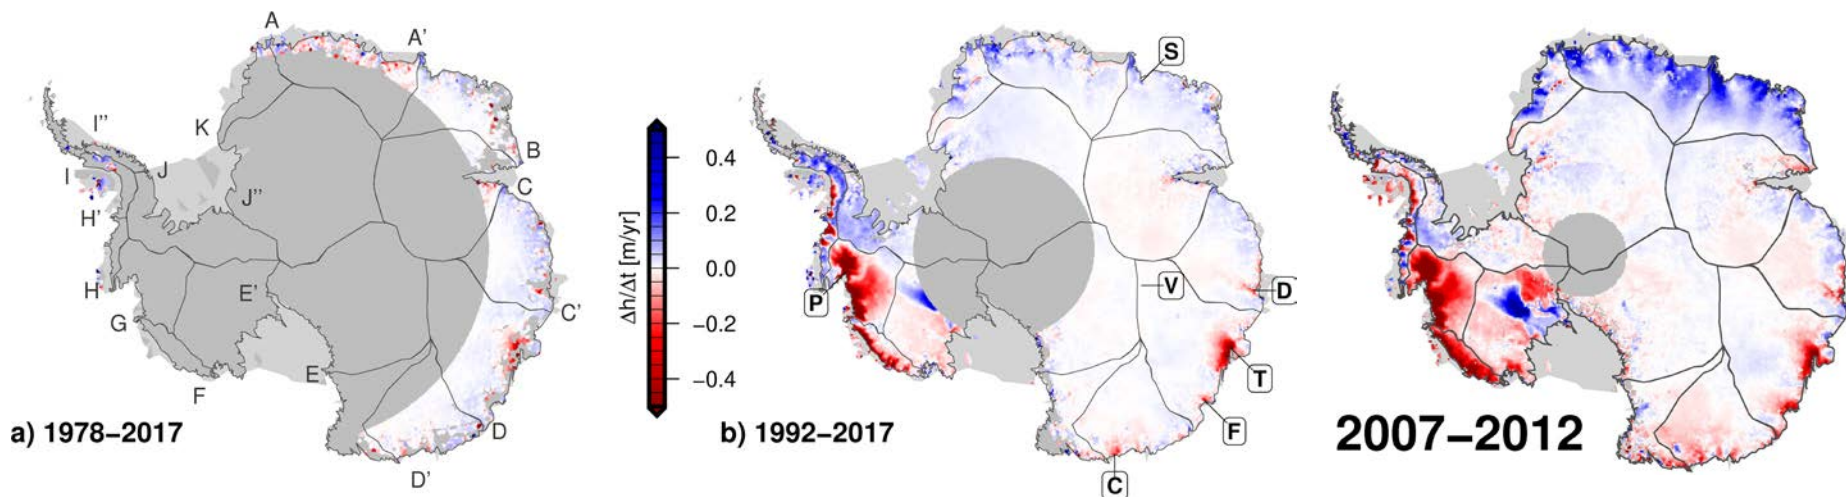 A
A'
I''
K
B
J
C
I
J''
H'
H
E'
C'
G
E
F
D
D'
a) 1978−2017
0.4
0.2
0.0
−0.2
−0.4
Δh/Δt [m/yr]
S
P
V
D
T
F
C
b) 1992−2017
2007−2012